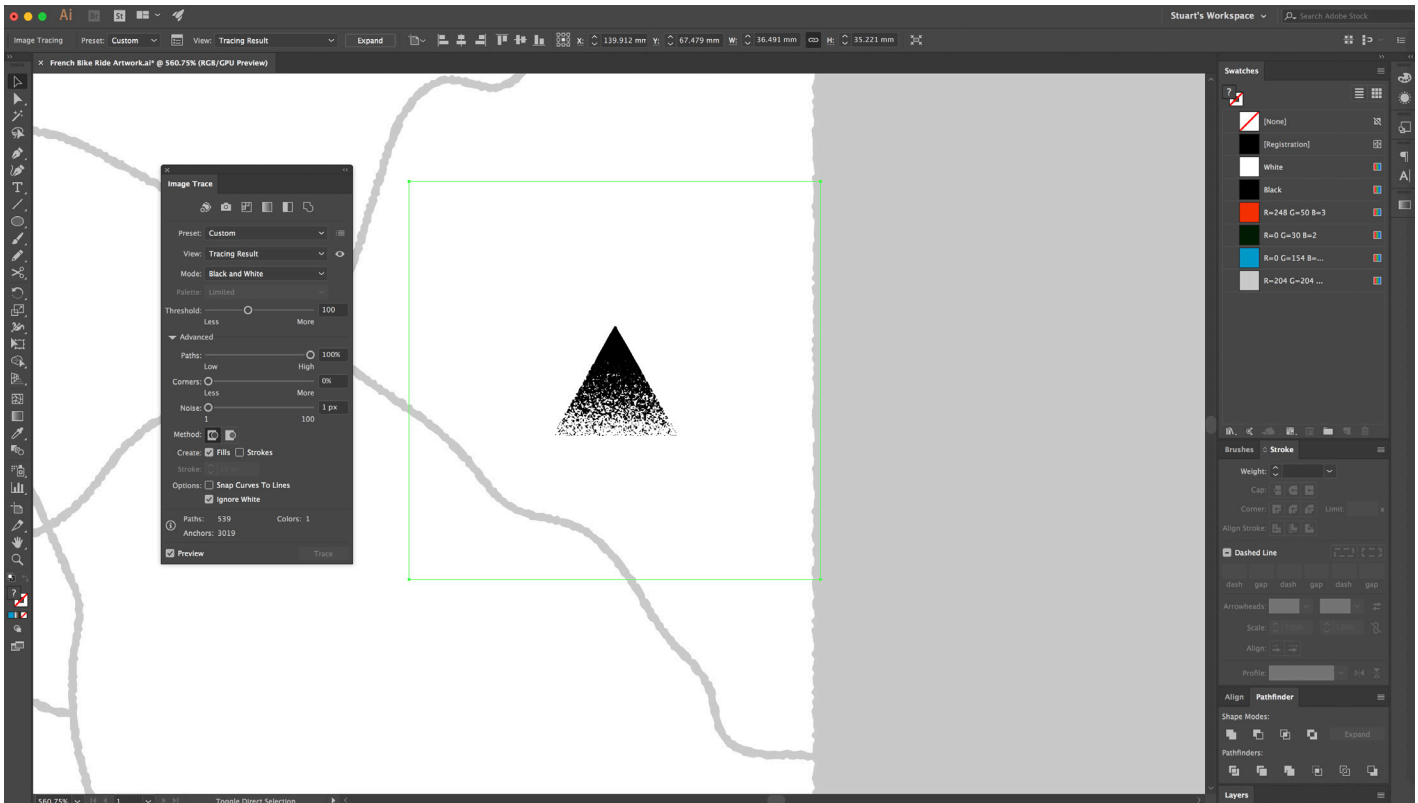 Ai Br St Stuart's Workspace Search Adobe Stock
Image Tracing Preset: Custom View: Tracing Result Expand X: 139.912 mm Y: 67.479 mm W: 36.491 mm H: 35.221 mm
× French Bike Ride Artwork.ai* @ 560.75% (RGB/GPU Preview)
Image Trace
Preset: Custom
View: Tracing Result
Mode: Black and White
Palette: Limited
Threshold: 100
Less More
Advanced
Paths: 100%
Low High
Corners: 0%
Less More
Noise: 1 px
1 100
Method:
Create: Fills Strokes
Stroke:
Options: Snap Curves To Lines
Ignore White
Paths: 539 Colors: 1
Anchors: 3019
Preview Trace
Swatches
[None]
[Registration]
White
Black
R=248 G=50 B=3
R=0 G=30 B=2
R=0 G=154 B=...
R=204 G=204 ...
Brushes Stroke
Weight:
Cap:
Corner: Limit: x
Align Stroke:
Dashed Line
dash gap dash gap dash gap
Arrowheads:
Scale:
Align:
Profile:
Align Pathfinder
Shape Modes:
Expand
Pathfinders:
Layers
560.75% 1 Toggle Direct Selection